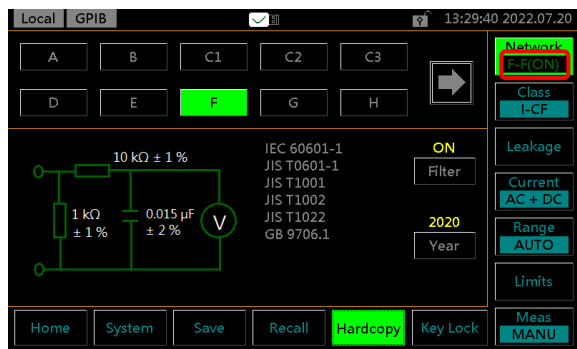 Local GPIB 13:29:40 2022.07.20
A B C1 C2 C3
D E F G H
10 kΩ ± 1 %
1 kΩ
± 1 %
0.015 µF
± 2 %
V
IEC 60601-1
JIS T0601-1
JIS T1001
JIS T1002
JIS T1022
GB 9706.1
ON
Filter
2020
Year
Network
F-F(ON)
Class
I-CF
Leakage
Current
AC + DC
Range
AUTO
Limits
Meas
MANU
Home System Save Recall Hardcopy Key Lock